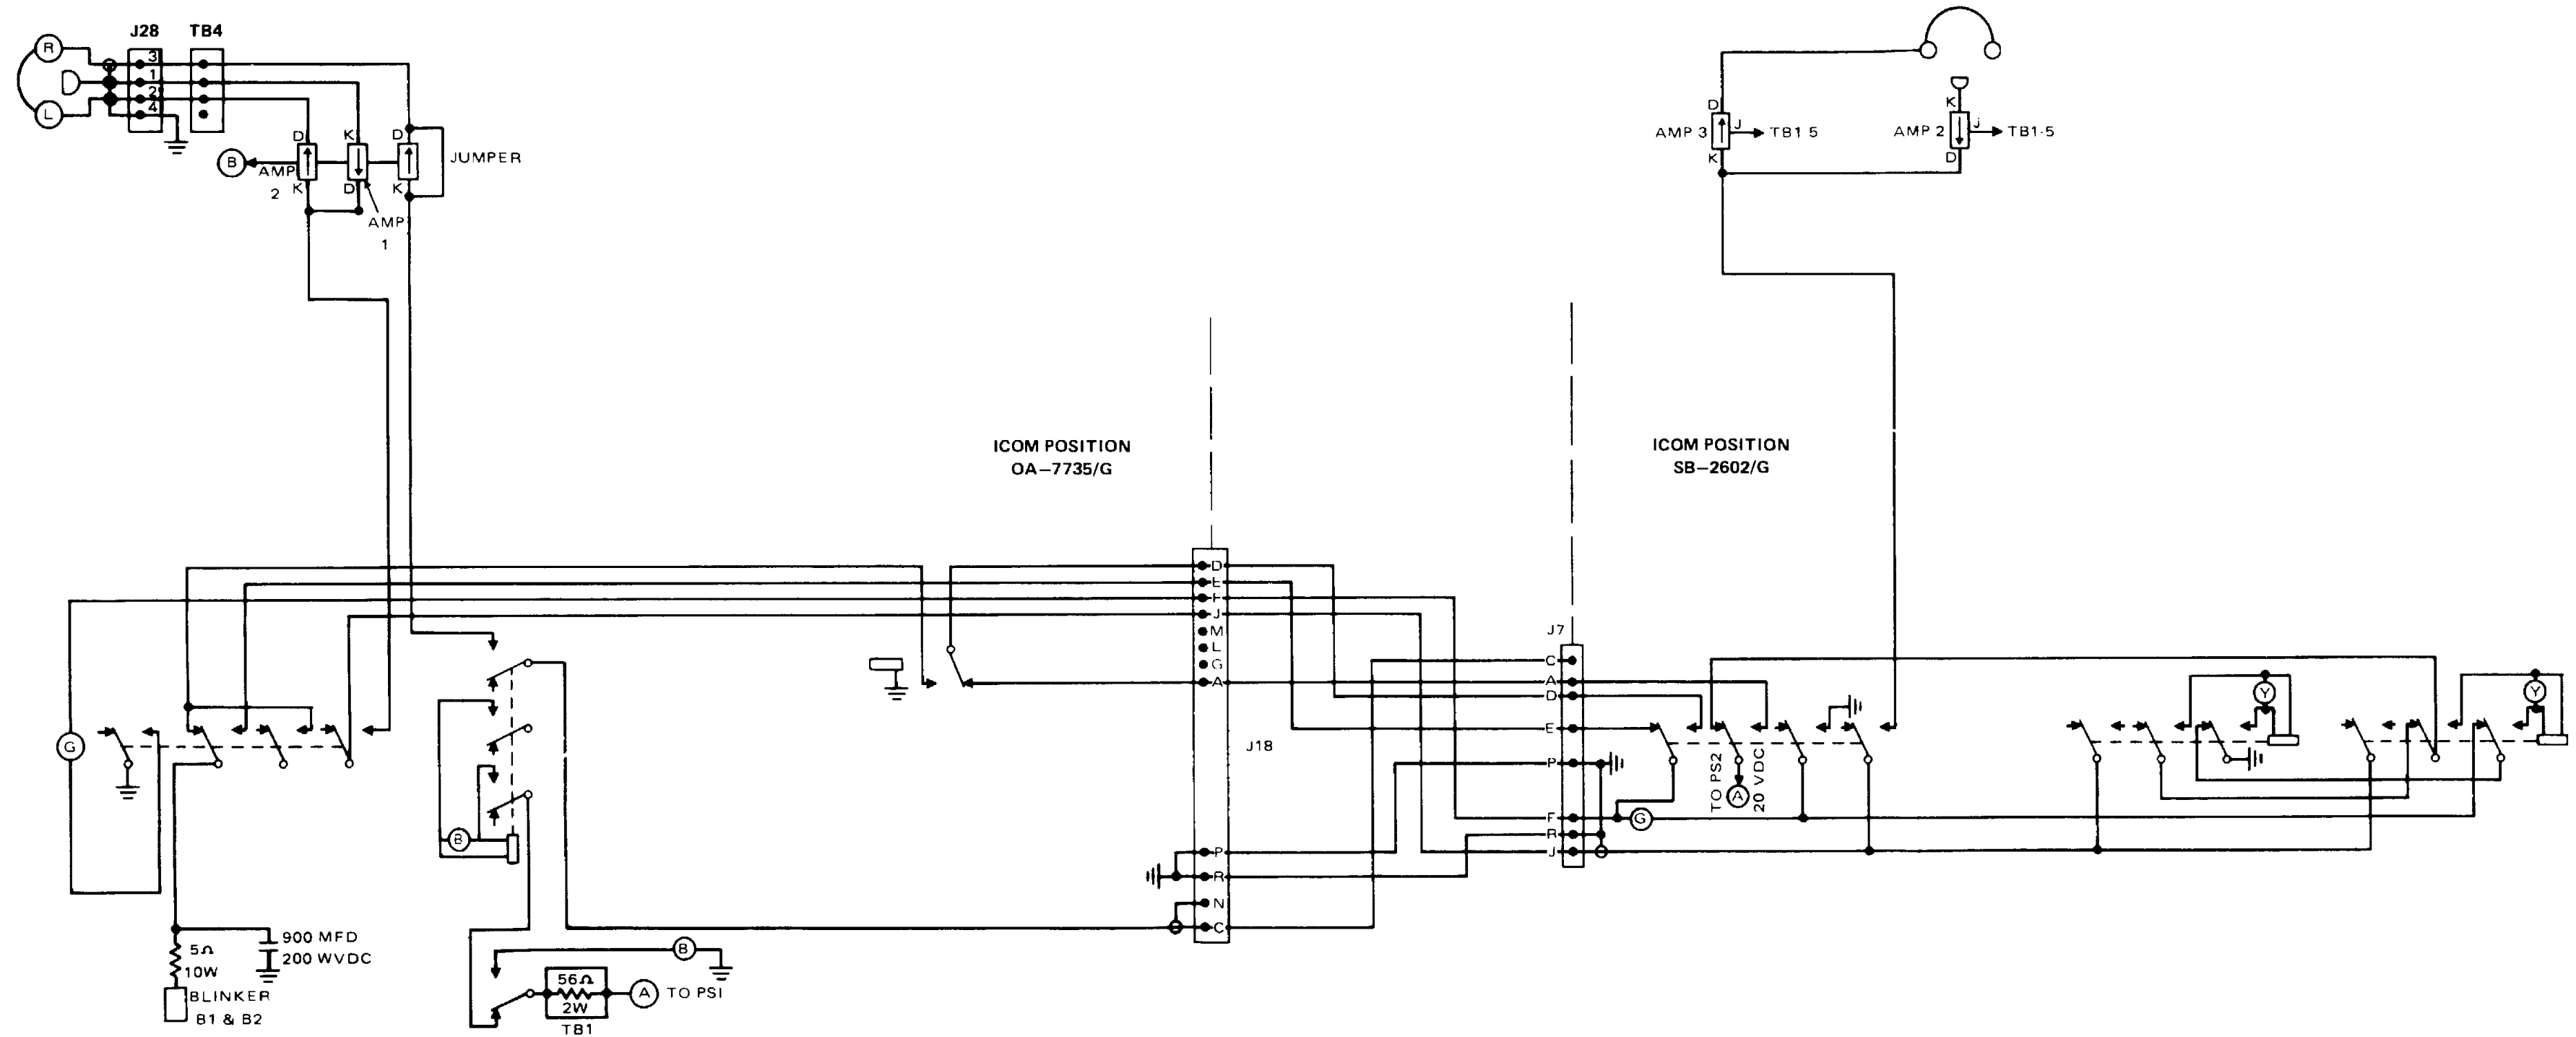 J28 TB4
R
3
1
2
4
L
D K D
JUMPER
B
AMP
2
K D K
AMP
1
D
AMP 3
J
TB1 5
K
K
AMP 2
J
TB1-5
D
ICOM POSITION
OA–7735/G
ICOM POSITION
SB–2602/G
D
E
F
J
M
L
G
A
J18
P
R
N
C
J7
C
A
D
E
P
F
R
J
G
B
5Ω
10W
900 MFD
200 WVDC
BLINKER
B1 & B2
B
56Ω
2W
TB1
A TO PSI
G
TO PS2
A
20 VDC
Y
Y